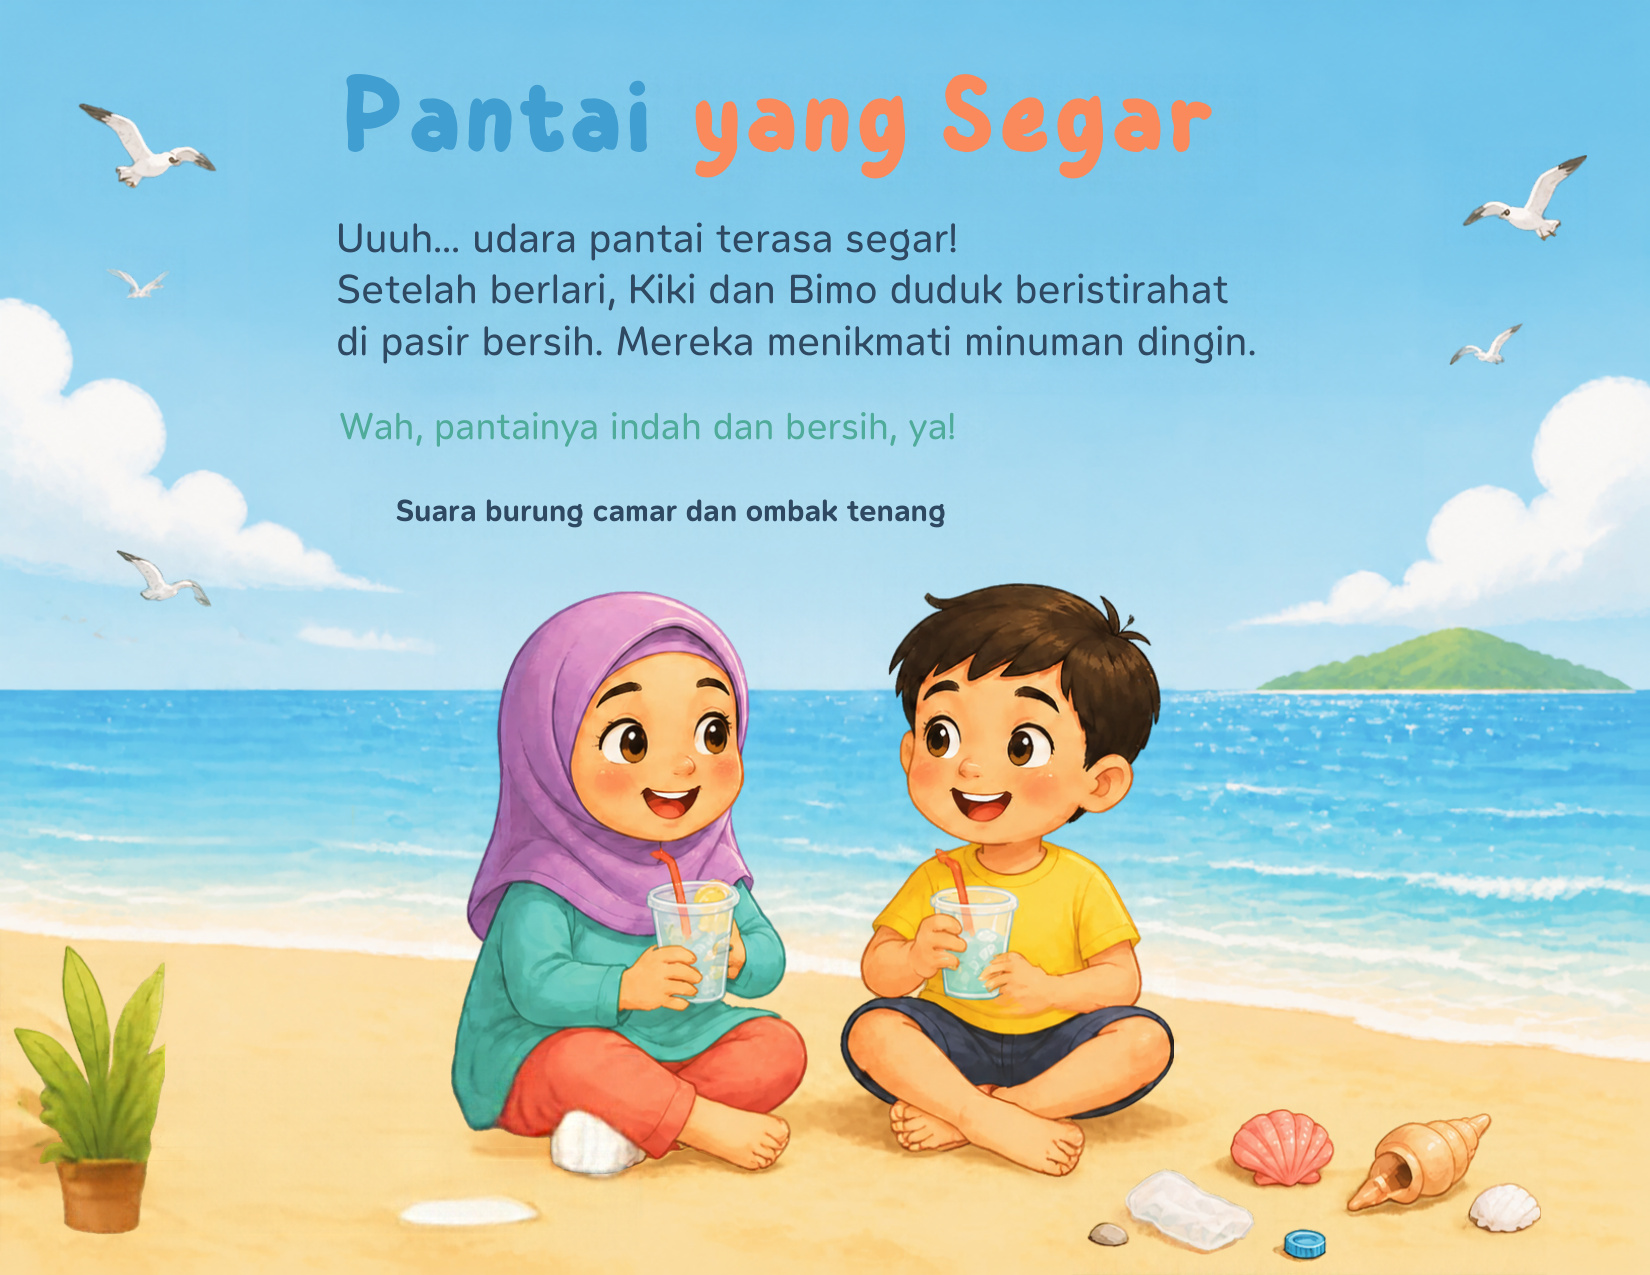 Pantai yang Segar
Uuuh... udara pantai terasa segar!
Setelah berlari, Kiki dan Bimo duduk beristirahat
di pasir bersih. Mereka menikmati minuman dingin.
Wah, pantainya indah dan bersih, ya!
Suara burung camar dan ombak tenang